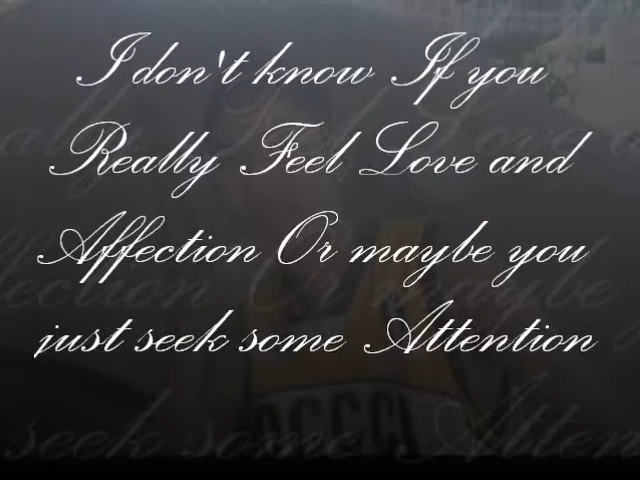 I don't know If you
Really Feel Love and
Affection Or maybe you
just seek some Attention